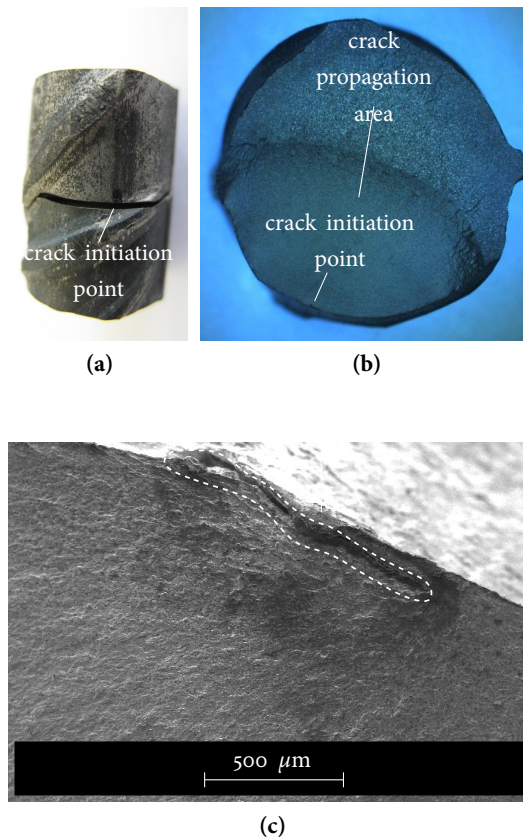 crack initiation
point
(a)
crack
propagation
area
crack initiation
point
(b)
500 µm
(c)